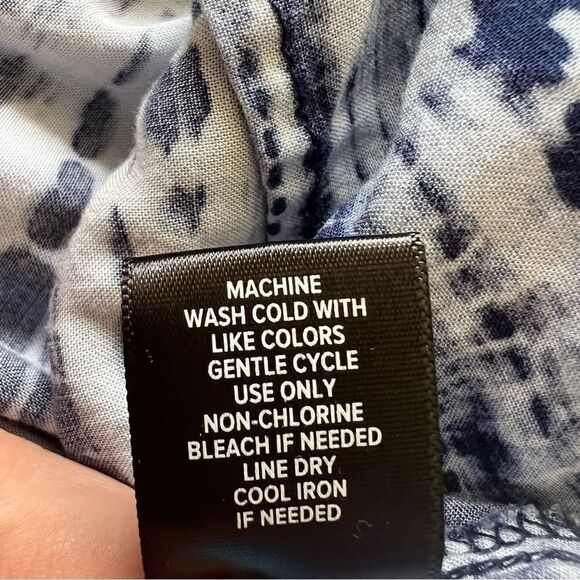 MACHINE
WASH COLD WITH
LIKE COLORS
GENTLE CYCLE
USE ONLY
NON-CHLORINE
BLEACH IF NEEDED
LINE DRY
COOL IRON
IF NEEDED